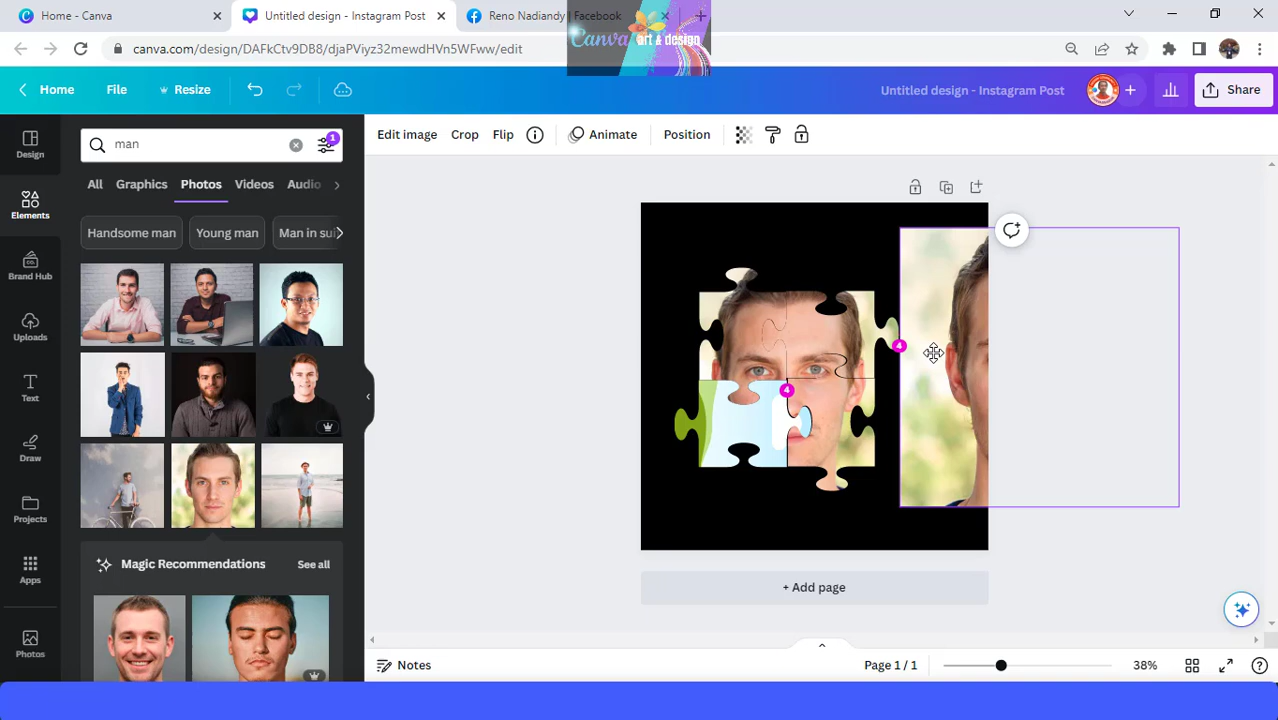 Home - Canva
Untitled design - Instagram Post
Reno Nadiandy | Facebook
canva.com/design/DAFkCtv9DB8/djaPViyz32mewdHVn5WFww/edit
Canva art & design
Home
File
Resize
Untitled design - Instagram Post
Share
Design
Elements
Brand Hub
Uploads
Text
Draw
Projects
Apps
Photos
man
1
All
Graphics
Photos
Videos
Audio
Handsome man
Young man
Man in sui
Magic Recommendations
See all
Edit image
Crop
Flip
Animate
Position
4
4
+ Add page
Notes
Page 1 / 1
38%